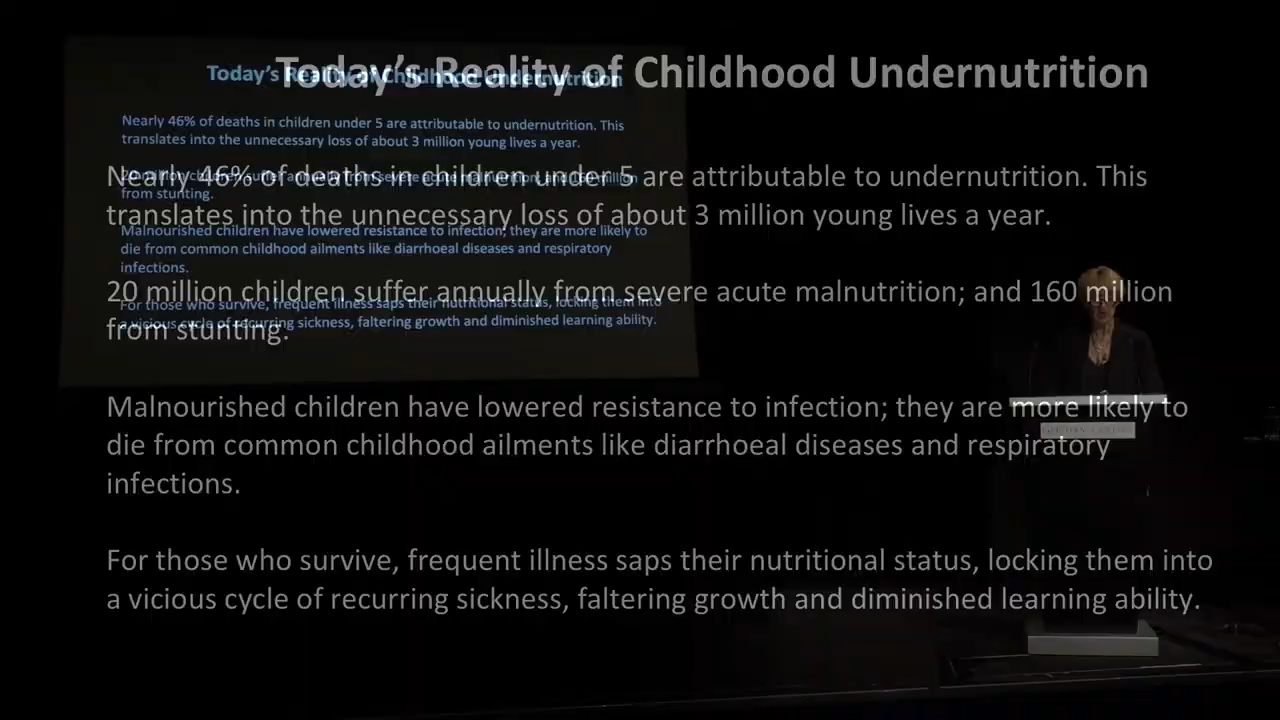 Today's Reality of Childhood Undernutrition
Nearly 46% of deaths in children under 5 are attributable to undernutrition. This
translates into the unnecessary loss of about 3 million young lives a year.
20 million children suffer annually from severe acute malnutrition; and 160 million
from stunting.
Malnourished children have lowered resistance to infection; they are more likely to
die from common childhood ailments like diarrhoeal diseases and respiratory
infections.
For those who survive, frequent illness saps their nutritional status, locking them into
a vicious cycle of recurring sickness, faltering growth and diminished learning ability.
Today's Reality of Childhood Undernutrition
Nearly 46% of deaths in children under 5 are attributable to undernutrition. This
translates into the unnecessary loss of about 3 million young lives a year.
20 million children suffer annually from severe acute malnutrition; and 160 million
from stunting.
Malnourished children have lowered resistance to infection; they are more likely to
die from common childhood ailments like diarrhoeal diseases and respiratory
infections.
For those who survive, frequent illness saps their nutritional status, locking them into
a vicious cycle of recurring sickness, faltering growth and diminished learning ability.